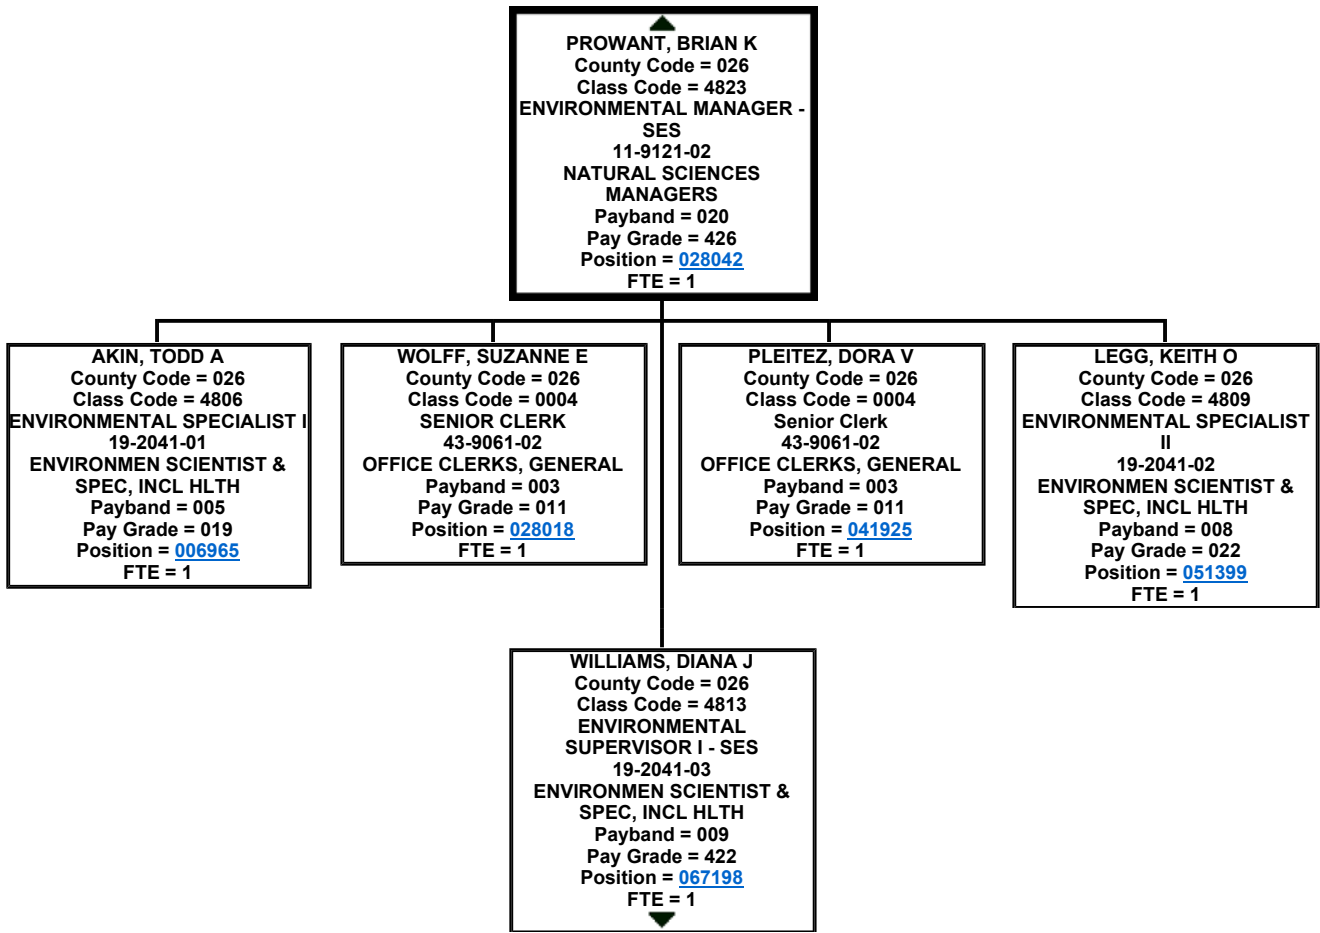 PROWANT, BRIAN K
County Code = 026
Class Code = 4823
ENVIRONMENTAL MANAGER -
SES
11-9121-02
NATURAL SCIENCES
MANAGERS
Payband = 020
Pay Grade = 426
Position = 028042
FTE = 1
AKIN, TODD A
County Code = 026
Class Code = 4806
ENVIRONMENTAL SPECIALIST I
19-2041-01
ENVIRONMEN SCIENTIST &
SPEC, INCL HLTH
Payband = 005
Pay Grade = 019
Position = 006965
FTE = 1
WOLFF, SUZANNE E
County Code = 026
Class Code = 0004
SENIOR CLERK
43-9061-02
OFFICE CLERKS, GENERAL
Payband = 003
Pay Grade = 011
Position = 028018
FTE = 1
PLEITEZ, DORA V
County Code = 026
Class Code = 0004
Senior Clerk
43-9061-02
OFFICE CLERKS, GENERAL
Payband = 003
Pay Grade = 011
Position = 041925
FTE = 1
LEGG, KEITH O
County Code = 026
Class Code = 4809
ENVIRONMENTAL SPECIALIST
II
19-2041-02
ENVIRONMEN SCIENTIST &
SPEC, INCL HLTH
Payband = 008
Pay Grade = 022
Position = 051399
FTE = 1
WILLIAMS, DIANA J
County Code = 026
Class Code = 4813
ENVIRONMENTAL
SUPERVISOR I - SES
19-2041-03
ENVIRONMEN SCIENTIST &
SPEC, INCL HLTH
Payband = 009
Pay Grade = 422
Position = 067198
FTE = 1